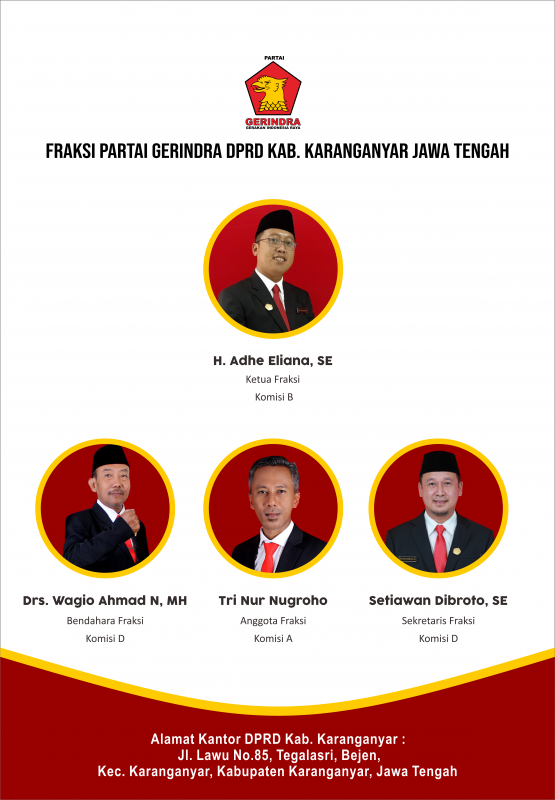 PARTAI
GERINDRA
GERAKAN INDONESIA RAYA
FRAKSI PARTAI GERINDRA DPRD KAB. KARANGANYAR JAWA TENGAH
H. Adhe Eliana, SE
Ketua Fraksi
Komisi B
Drs. Wagio Ahmad N, MH
Bendahara Fraksi
Komisi D
Tri Nur Nugroho
Anggota Fraksi
Komisi A
Setiawan Dibroto, SE
Sekretaris Fraksi
Komisi D
Alamat Kantor DPRD Kab. Karanganyar :
Jl. Lawu No.85, Tegalasri, Bejen,
Kec. Karanganyar, Kabupaten Karanganyar, Jawa Tengah